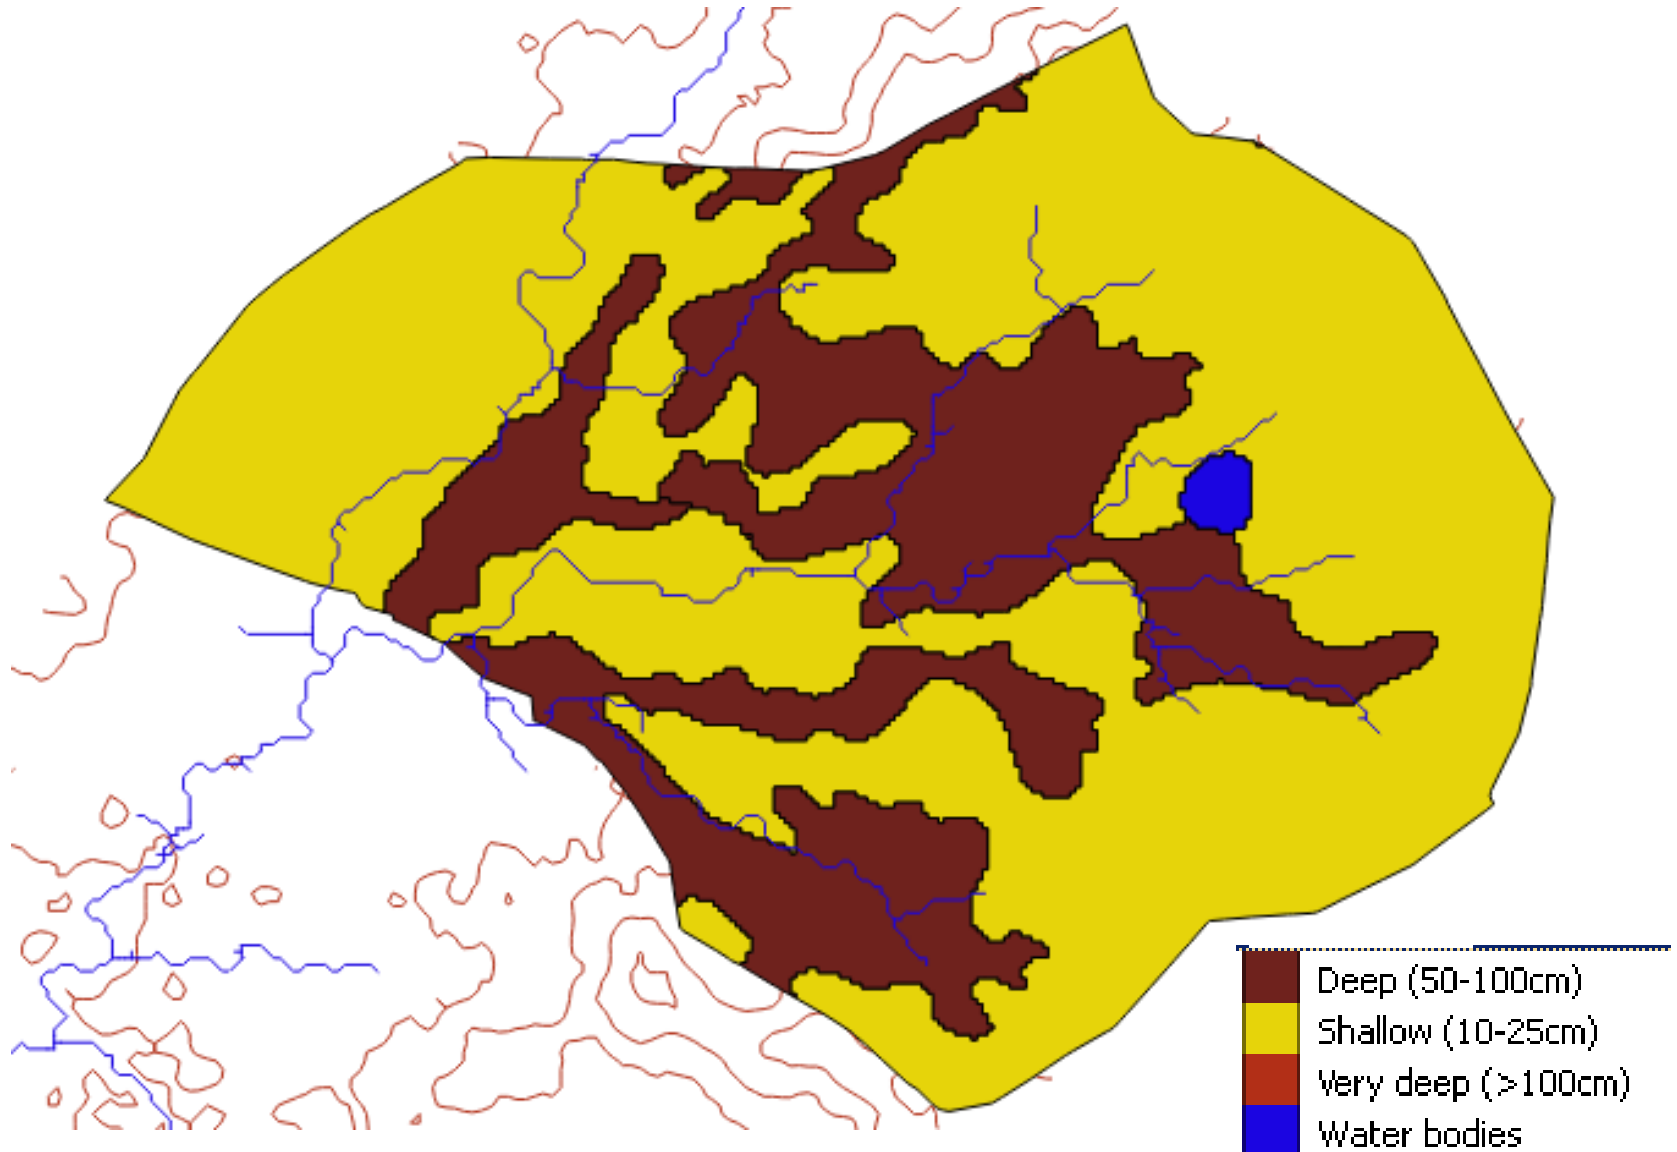 Deep (50-100cm)
Shallow (10-25cm)
Very deep (>100cm)
Water bodies